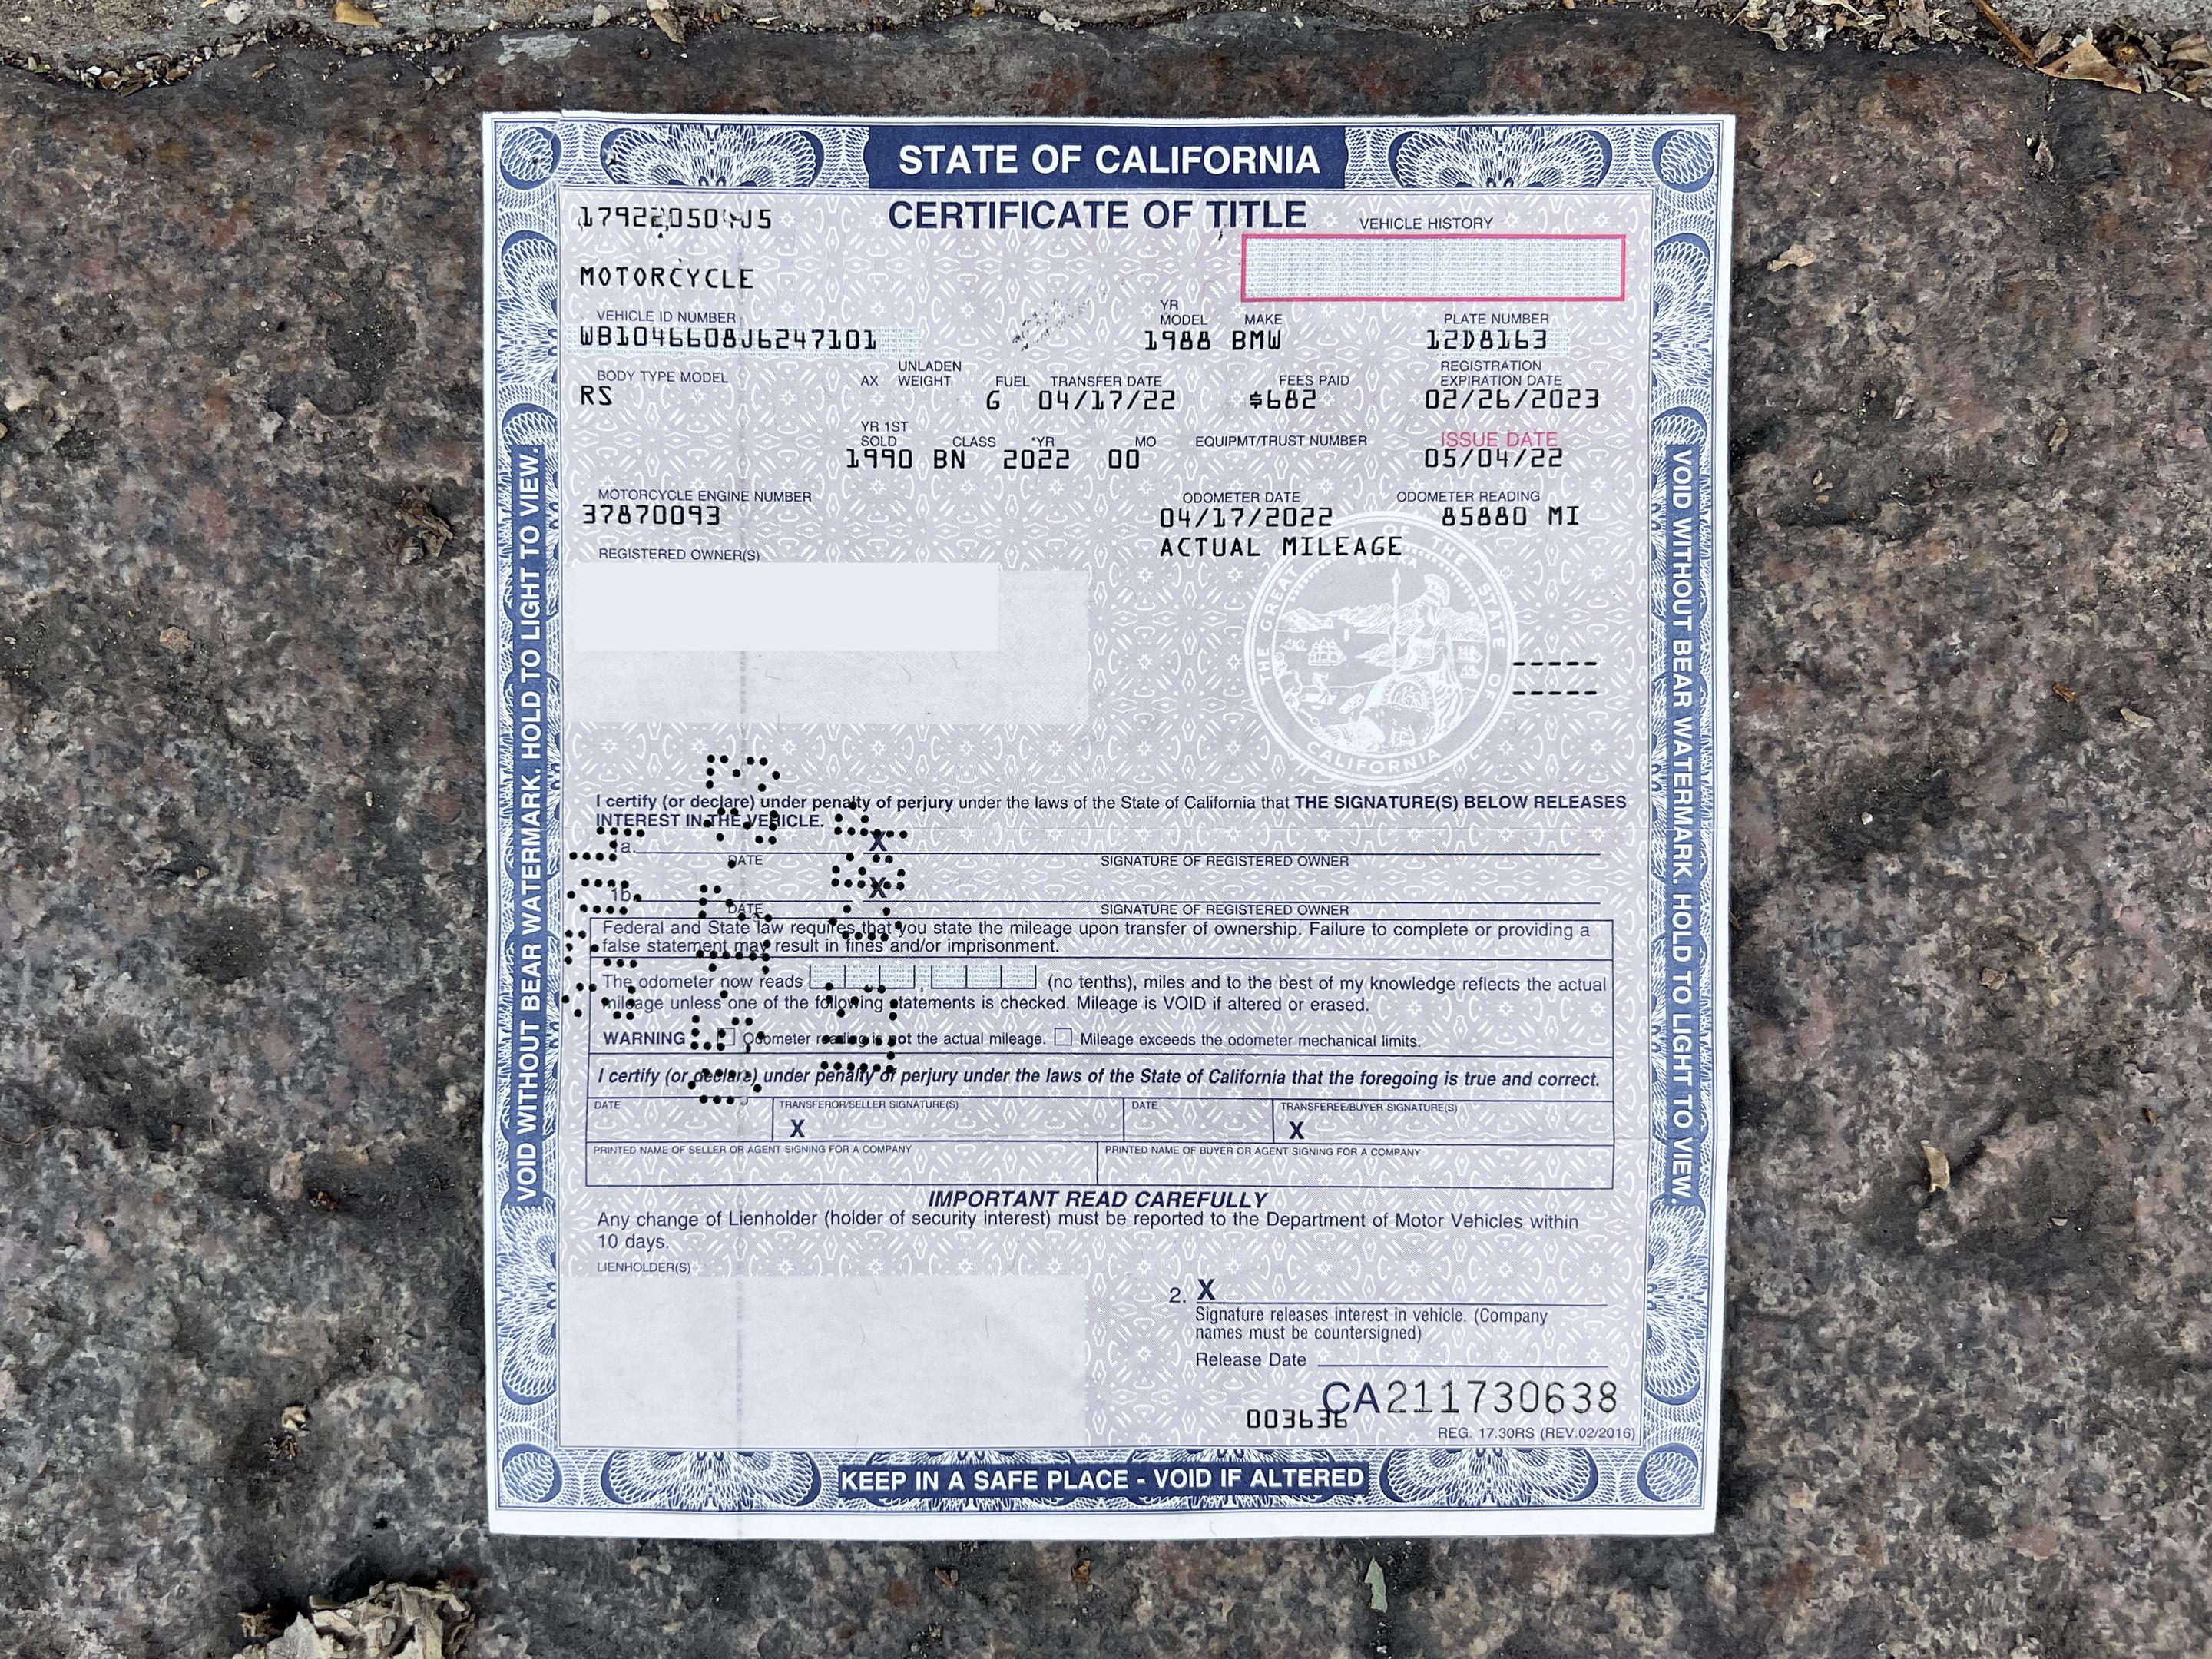 STATE OF CALIFORNIA
CERTIFICATE OF TITLE
VEHICLE HISTORY
MOTORCYCLE
VEHICLE ID NUMBER YR MODEL MAKE PLATE NUMBER
WB1046608J6247101 1988 BMW 12D8163
BODY TYPE MODEL AX UNLADEN WEIGHT FUEL TRANSFER DATE FEES PAID REGISTRATION EXPIRATION DATE
RS G 04/17/22 $682 02/26/2023
YR 1ST SOLD CLASS *YR MO EQUIPMT/TRUST NUMBER ISSUE DATE
1990 BN 2022 00 05/04/22
MOTORCYCLE ENGINE NUMBER ODOMETER DATE ODOMETER READING
37870093 04/17/2022 85880 MI
ACTUAL MILEAGE
REGISTERED OWNER(S)
THE GREAT SEAL OF THE STATE OF CALIFORNIA
-----
-----
I certify (or declare) under penalty of perjury under the laws of the State of California that THE SIGNATURE(S) BELOW RELEASES
INTEREST IN THE VEHICLE.
1a. X
DATE SIGNATURE OF REGISTERED OWNER
1b. X
DATE SIGNATURE OF REGISTERED OWNER
Federal and State law requires that you state the mileage upon transfer of ownership. Failure to complete or providing a
false statement may result in fines and/or imprisonment.
The odometer now reads , (no tenths), miles and to the best of my knowledge reflects the actual
mileage unless one of the following statements is checked. Mileage is VOID if altered or erased.
WARNING Odometer reading is not the actual mileage. Mileage exceeds the odometer mechanical limits.
I certify (or declare) under penalty of perjury under the laws of the State of California that the foregoing is true and correct.
DATE TRANSFEROR/SELLER SIGNATURE(S) DATE TRANSFEREE/BUYER SIGNATURE(S)
X X
PRINTED NAME OF SELLER OR AGENT SIGNING FOR A COMPANY PRINTED NAME OF BUYER OR AGENT SIGNING FOR A COMPANY
IMPORTANT READ CAREFULLY
Any change of Lienholder (holder of security interest) must be reported to the Department of Motor Vehicles within
10 days.
LIENHOLDER(S)
2. X
Signature releases interest in vehicle. (Company
names must be countersigned)
Release Date
CA211730638
003636
REG. 17.30RS (REV.02/2016)
KEEP IN A SAFE PLACE - VOID IF ALTERED
VOID WITHOUT BEAR WATERMARK. HOLD TO LIGHT TO VIEW.
VOID WITHOUT BEAR WATERMARK. HOLD TO LIGHT TO VIEW.